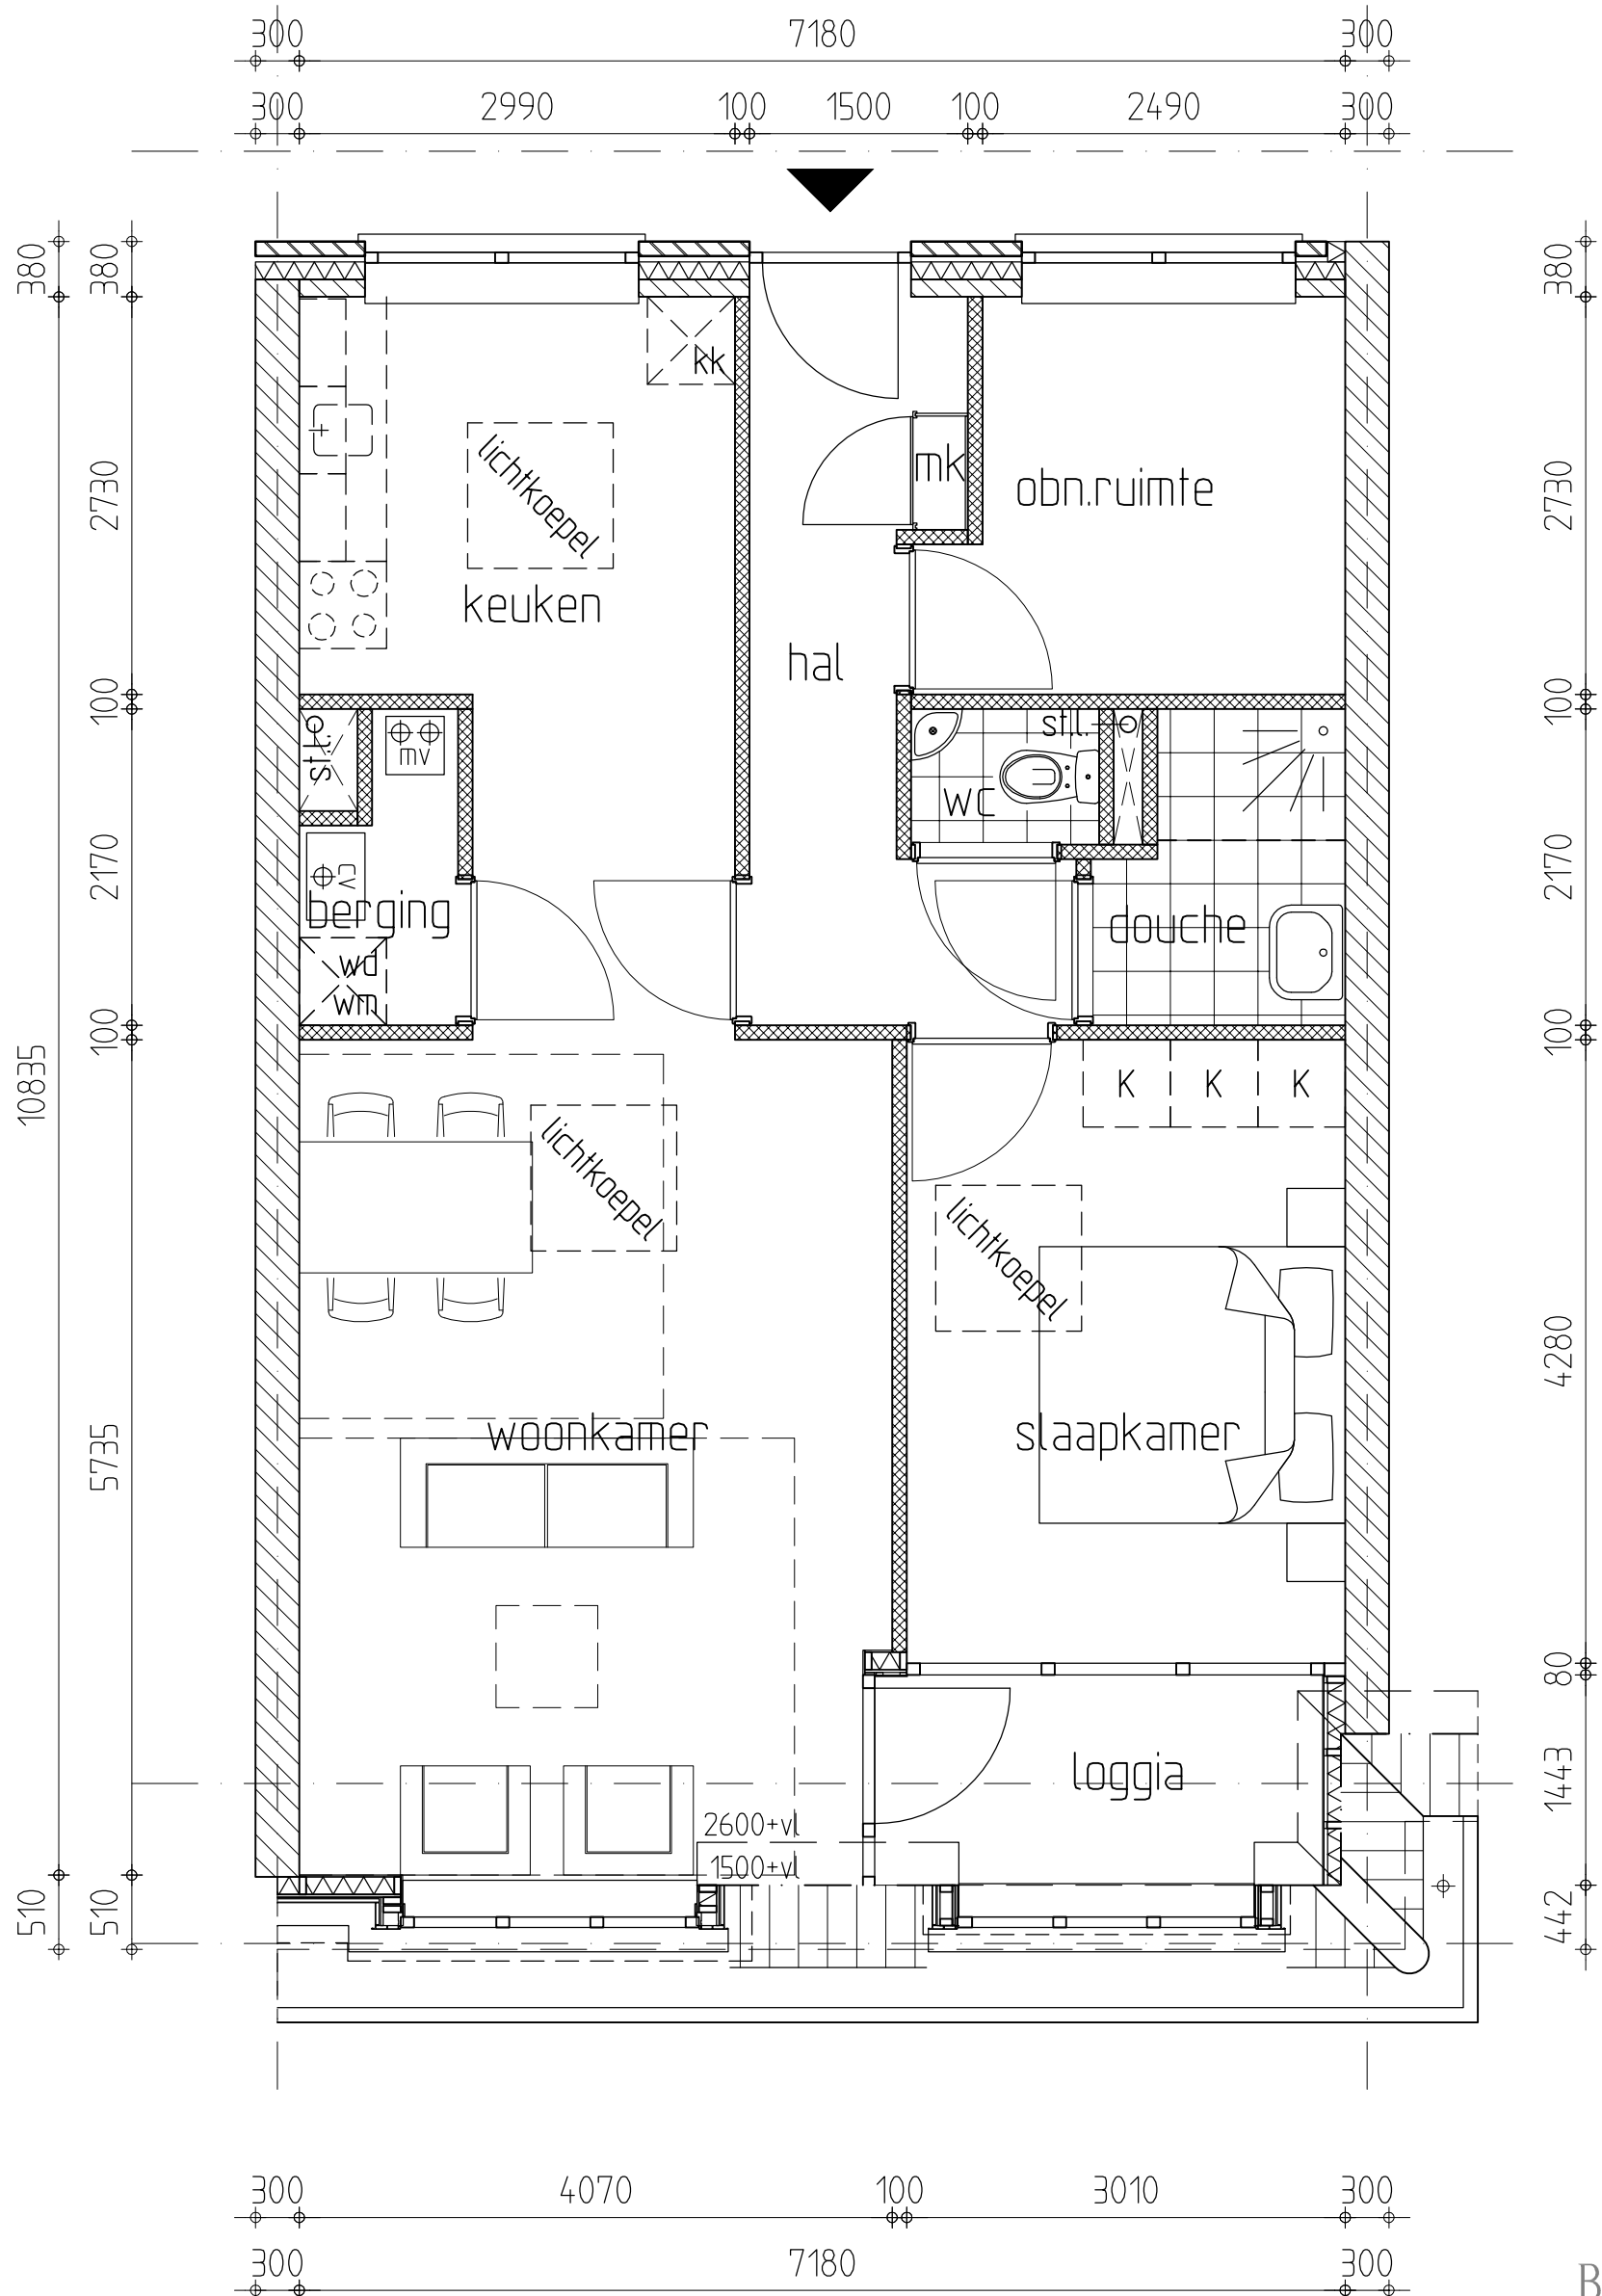 300 7180 300
300 2990 100 1500 100 2490 300
380 380 380
kk
lichtkoepel
mk
obn.ruimte
2730 2730
keuken
hal
100 100 100
st.l. mv st.l.
wc
2170 2170
cv
berging
douche
wd
wm
100 100
10835
K K K
lichtkoepel
lichtkoepel
4280
woonkamer slaapkamer
5735
80
loggia
1443
2600+vl
1500+vl
510 510 442
300 4070 100 3010 300
300 7180 300
B